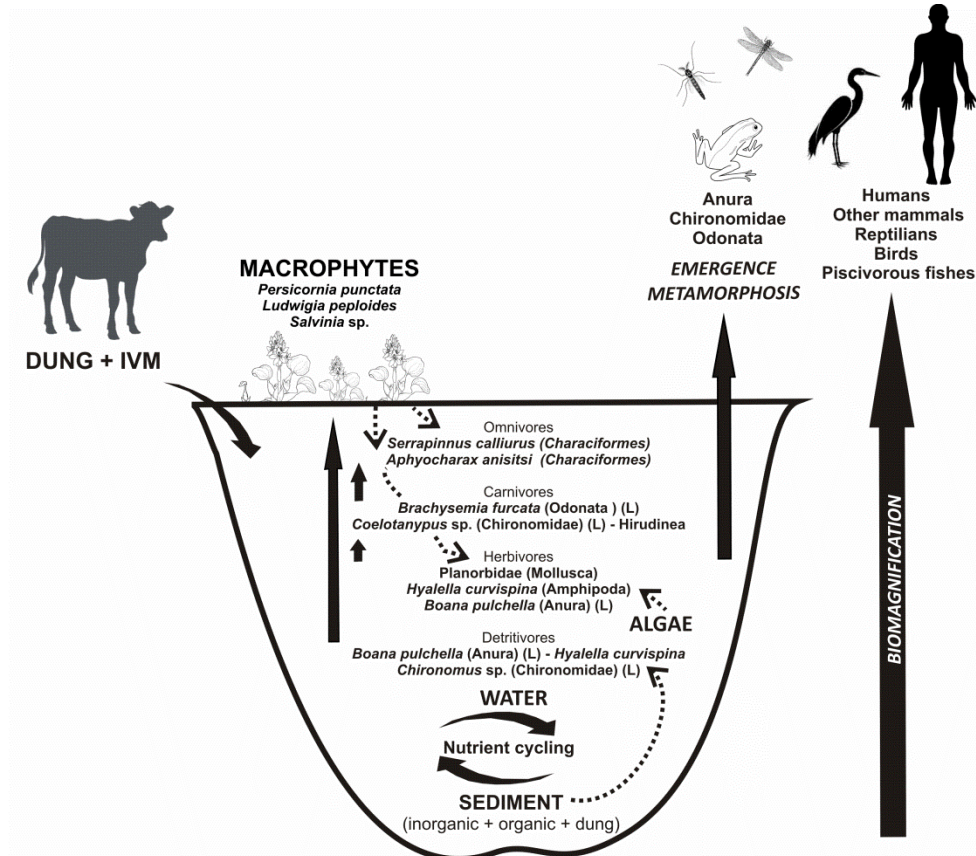 DUNG + IVM
MACROPHYTES
Persicornia punctata
Ludwigia peploides
Salvinia sp.
Anura
Chironomidae
Odonata
EMERGENCE
METAMORPHOSIS
Humans
Other mammals
Reptilians
Birds
Piscivorous fishes
Omnivores
Serrapinnus calliurus (Characiformes)
Aphyocharax anisitsi (Characiformes)
Carnivores
Brachysemia furcata (Odonata ) (L)
Coelotanypus sp. (Chironomidae) (L) - Hirudinea
Herbivores
Planorbidae (Mollusca)
Hyalella curvispina (Amphipoda)
Boana pulchella (Anura) (L)
ALGAE
Detritivores
Boana pulchella (Anura) (L) - Hyalella curvispina
Chironomus sp. (Chironomidae) (L)
WATER
Nutrient cycling
SEDIMENT
(inorganic + organic + dung)
BIOMAGNIFICATION